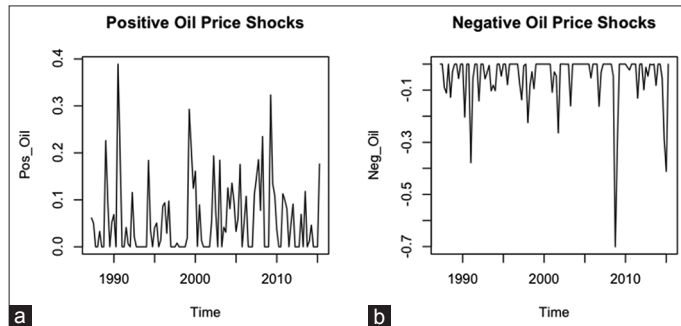 Positive Oil Price Shocks
Pos_Oil
0.4
0.3
0.2
0.1
0.0
1990 2000 2010
Time
a
Negative Oil Price Shocks
Neg_Oil
-0.1
-0.3
-0.5
-0.7
1990 2000 2010
Time
b